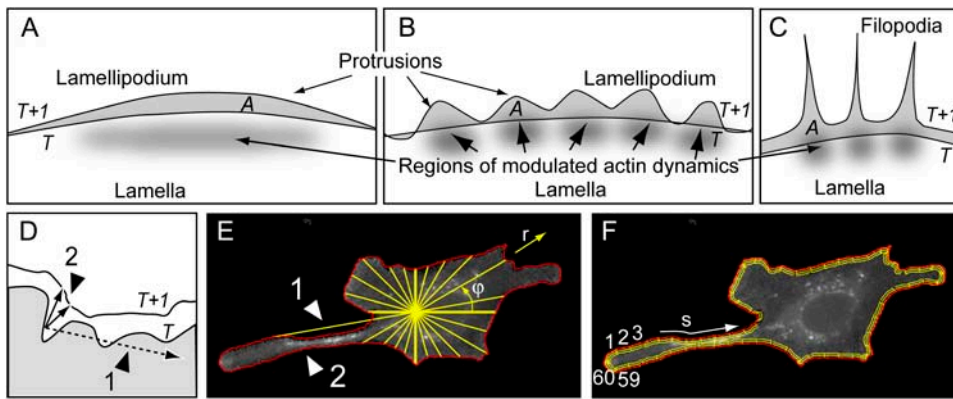 A
Lamellipodium
Protrusions
T+1
A
T
Lamella
B
Lamellipodium
A
T+1
T
Regions of modulated actin dynamics
Lamella
C
Filopodia
T+1
A
T
Lamella
D
2
T+1
T
1
E
r
φ
1
2
F
s
1 2 3
60 59